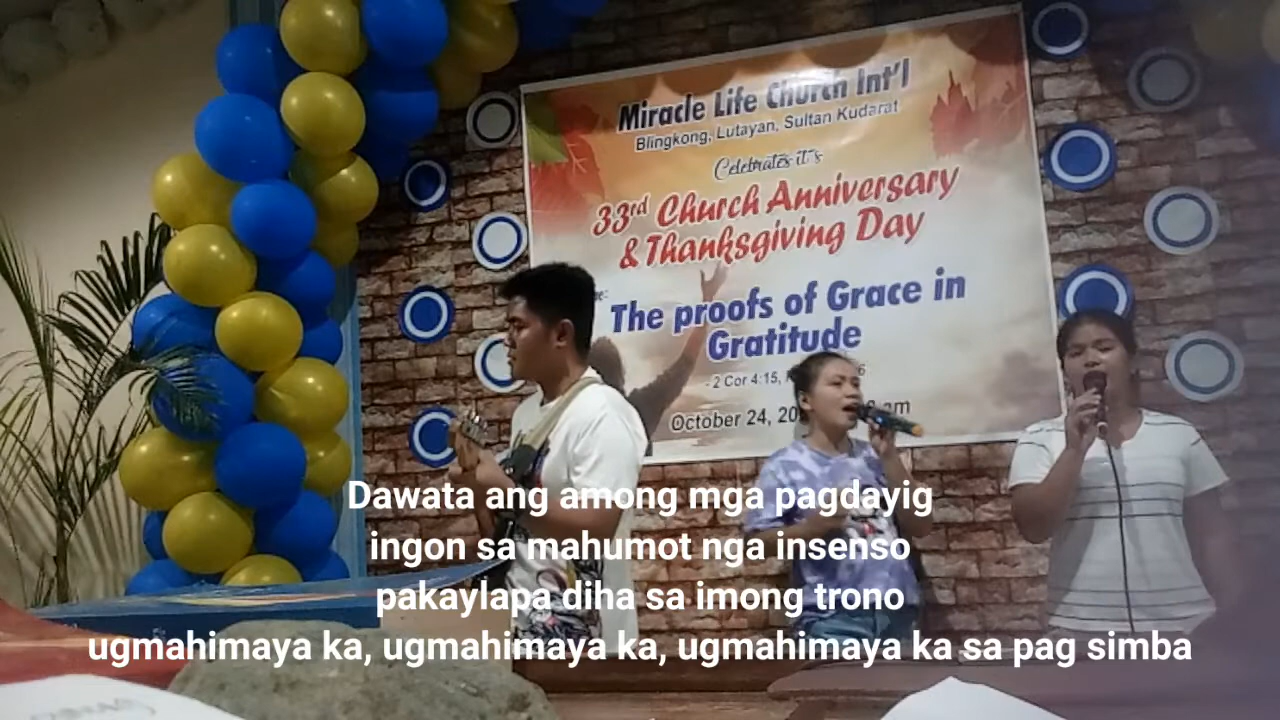 Miracle Life Church Int'l
Blingkong, Lutayan, Sultan Kudarat
Celebrates it's
33rd Church Anniversary
& Thanksgiving Day
The proofs of Grace in
Gratitude
- 2 Cor 4:15,
October 24, am
Dawata ang among mga pagdayig
ingon sa mahumot nga insenso
pakaylapa diha sa imong trono
ugmahimaya ka, ugmahimaya ka, ugmahimaya ka sa pag simba